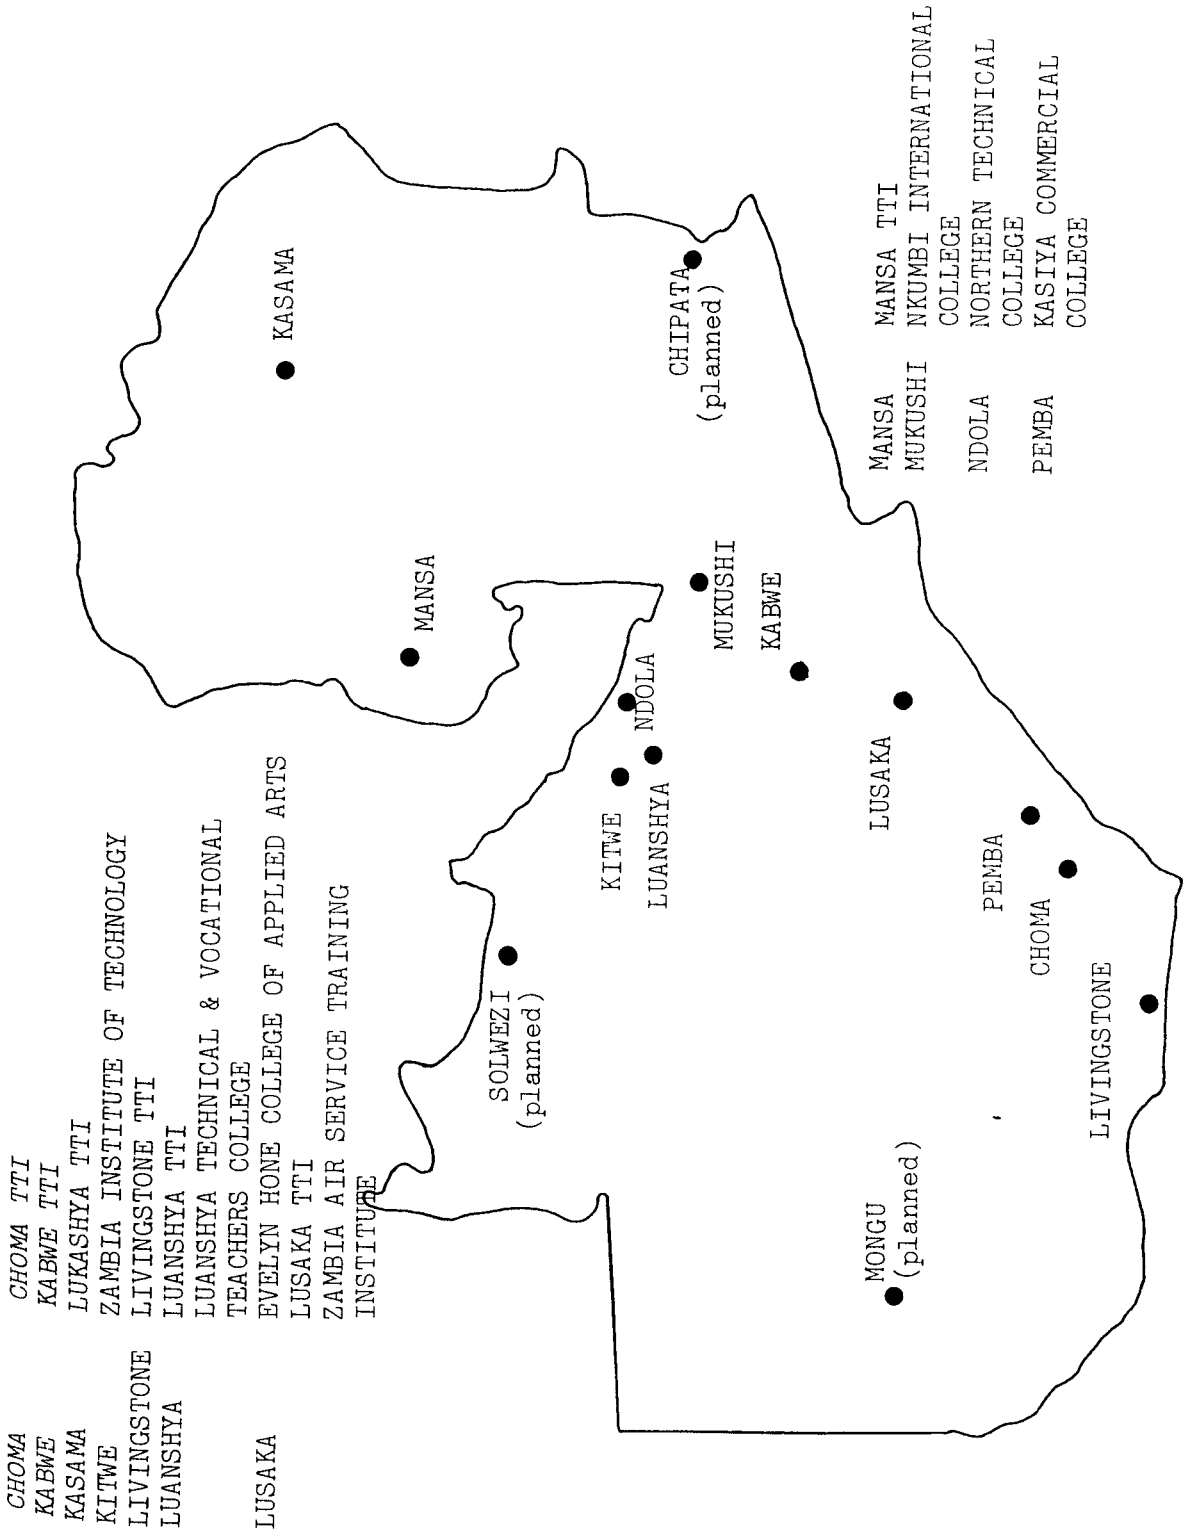 CHOMA CHOMA TTI
KABWE KABWE TTI
KASAMA LUKASHYA TTI
KITWE ZAMBIA INSTITUTE OF TECHNOLOGY
LIVINGSTONE LIVINGSTONE TTI
LUANSHYA LUANSHYA TTI
LUANSHYA TECHNICAL & VOCATIONAL
TEACHERS COLLEGE
LUSAKA EVELYN HONE COLLEGE OF APPLIED ARTS
LUSAKA TTI
ZAMBIA AIR SERVICE TRAINING
INSTITUTE
KASAMA
MANSA
SOLWEZI
(planned)
KITWE
NDOLA
LUANSHYA
CHIPATA
(planned)
MUKUSHI
KABWE
MONGU
(planned)
LUSAKA
PEMBA
CHOMA
LIVINGSTONE
MANSA MANSA TTI
MUKUSHI NKUMBI INTERNATIONAL
COLLEGE
NDOLA NORTHERN TECHNICAL
COLLEGE
PEMBA KASIYA COMMERCIAL
COLLEGE